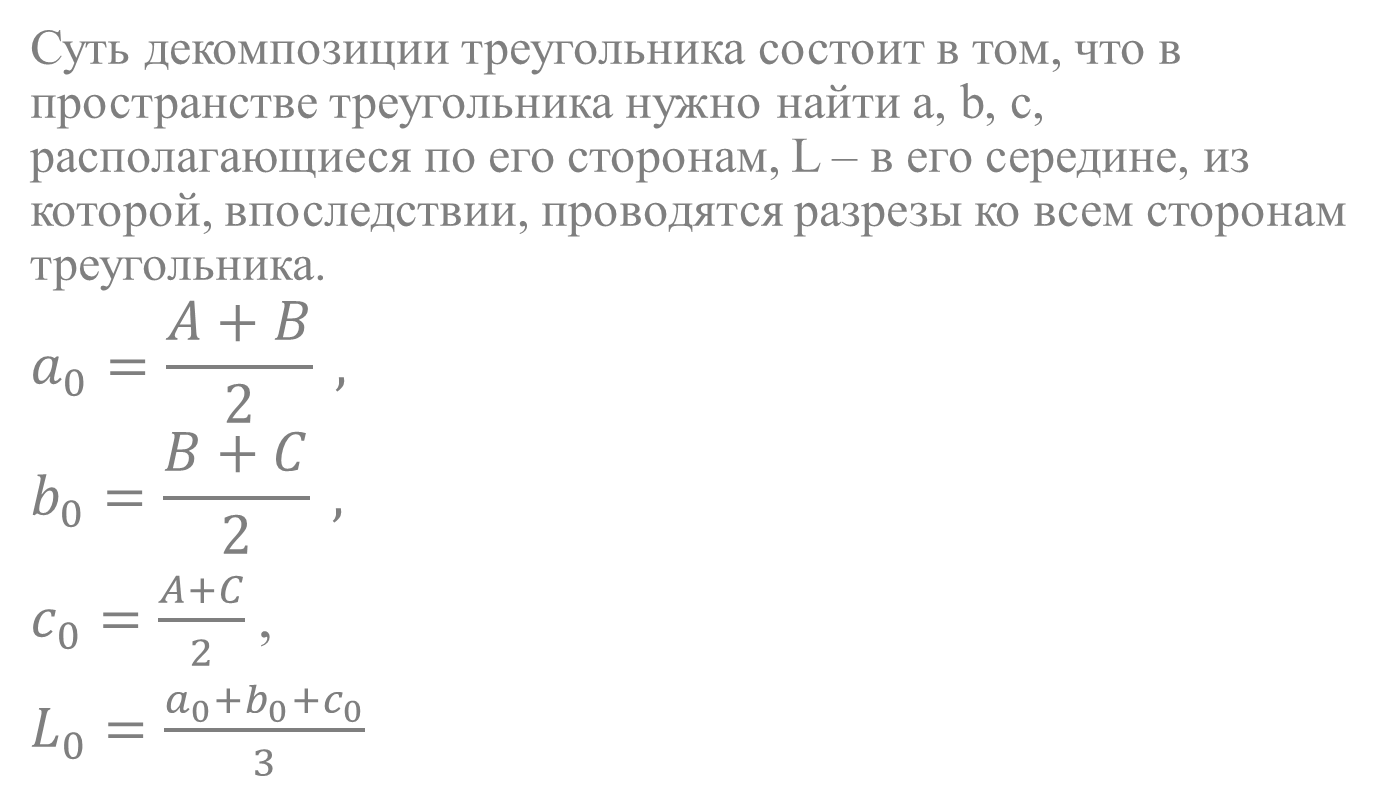 Суть декомпозиции треугольника состоит в том, что в
пространстве треугольника нужно найти a, b, c,
располагающиеся по его сторонам, L – в его середине, из
которой, впоследствии, проводятся разрезы ко всем сторонам
треугольника.
a₀ = (A + B)/2 ,
b₀ = (B + C)/2 ,
c₀ = (A+C)/2 ,
L₀ = (a₀+b₀+c₀)/3